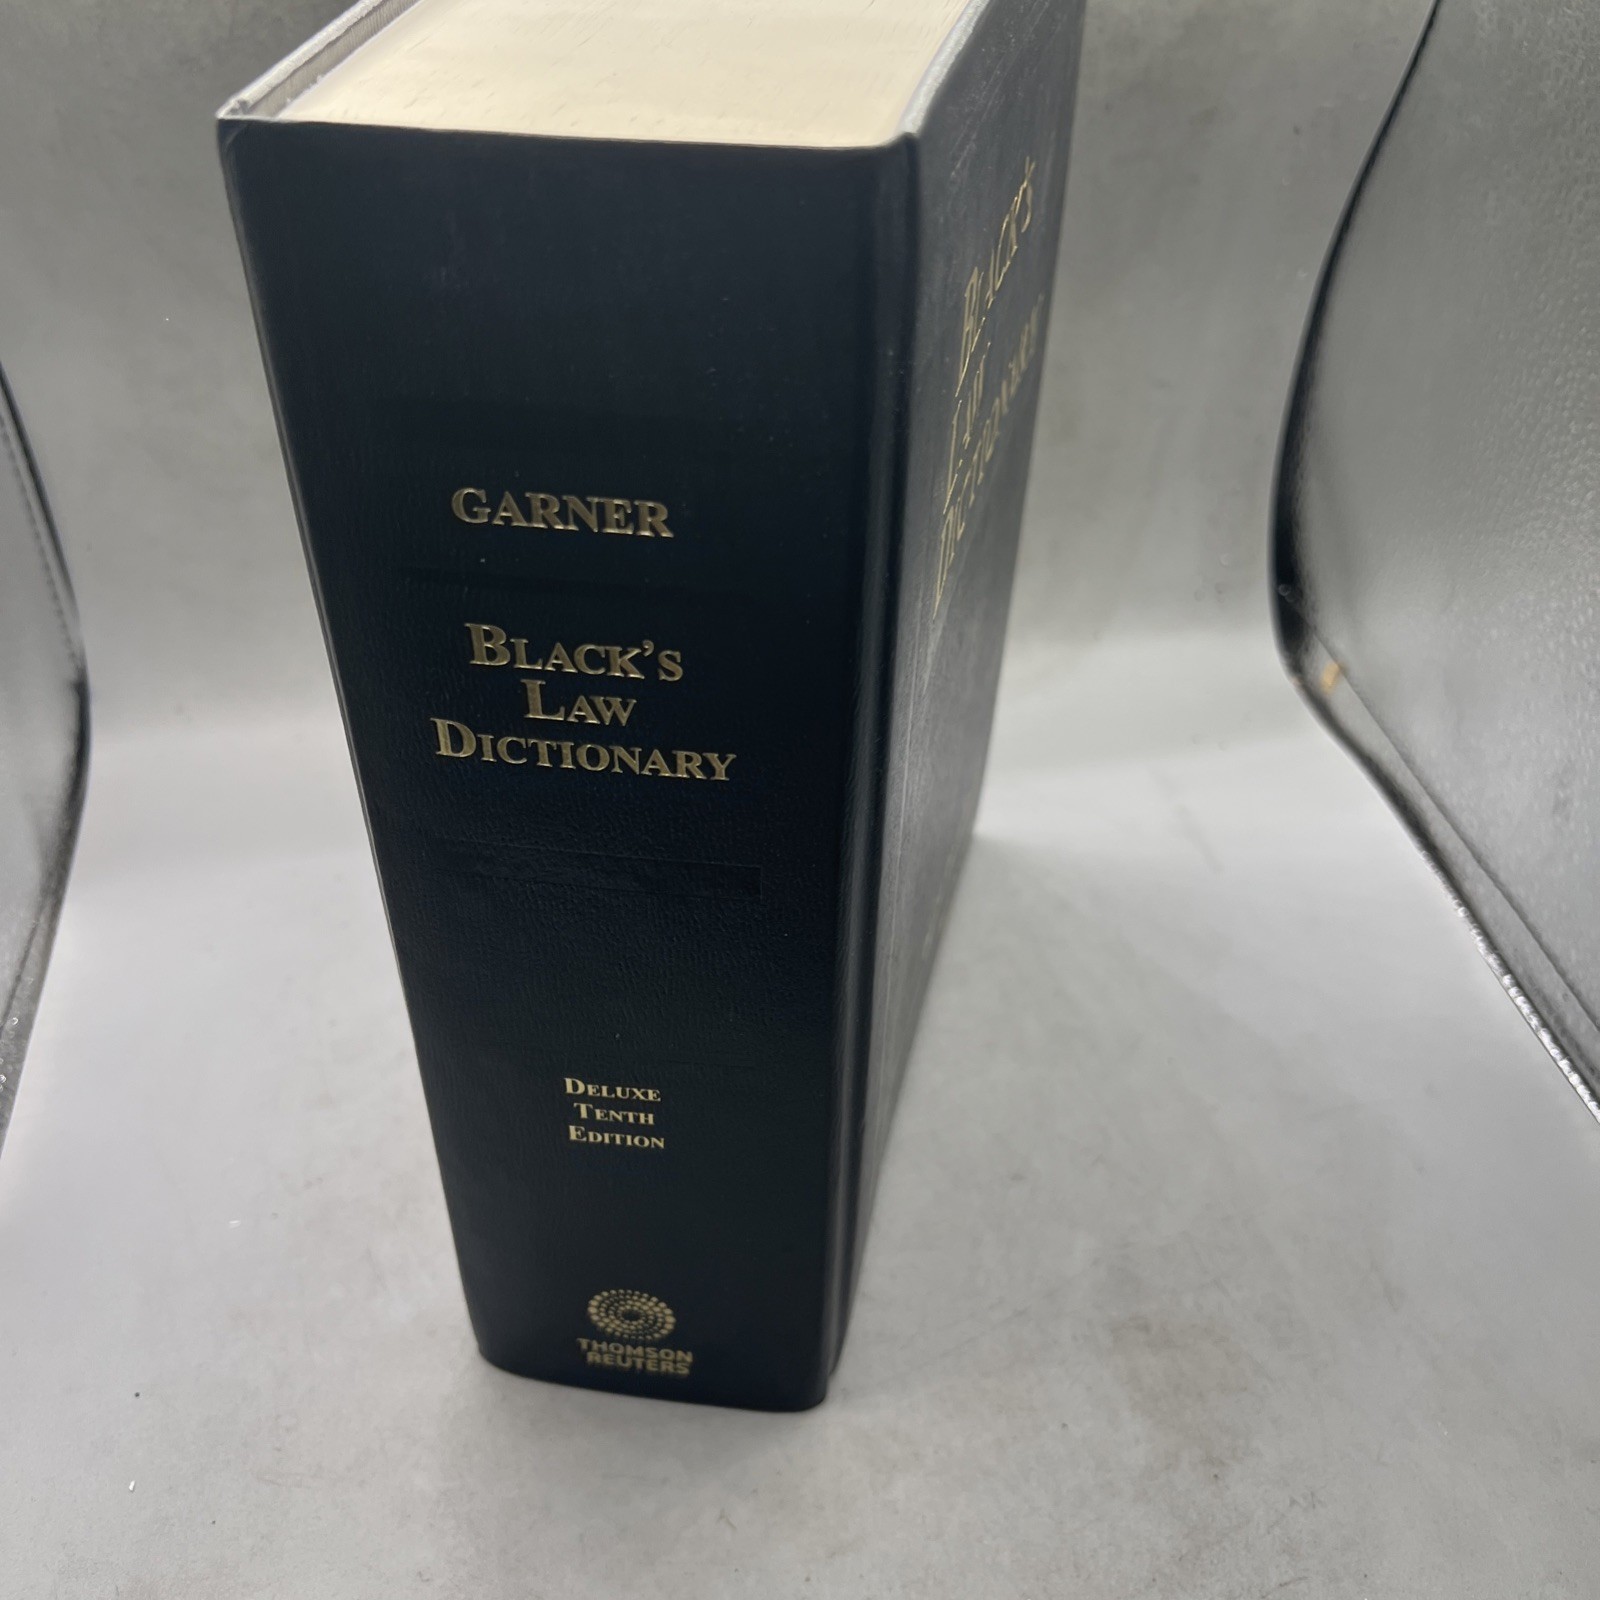 GARNER
BLACK'S
LAW
DICTIONARY
DELUXE
TENTH
EDITION
THOMSON
REUTERS
BLACK'S
LAW
DICTIONARY